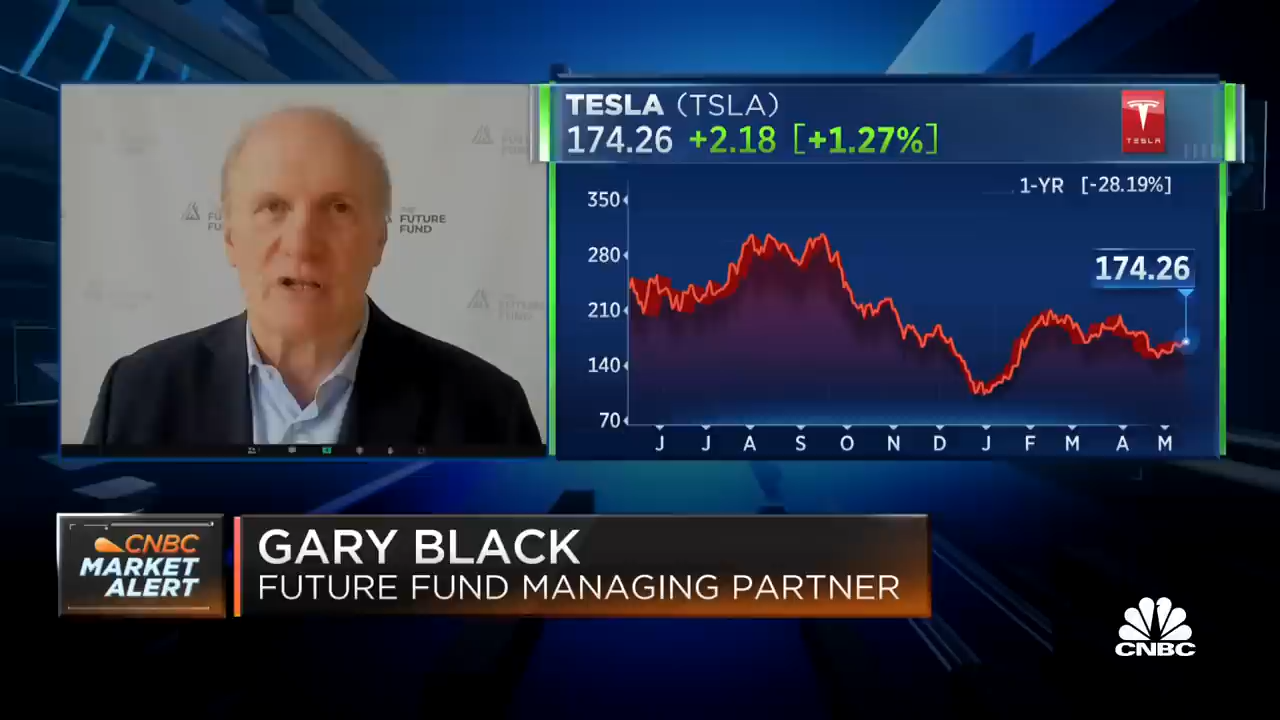 TESLA (TSLA)
174.26 +2.18 [+1.27%]
TESLA
1-YR [-28.19%]
350
280
210
140
70
174.26
J J A S O N D J F M A M
FUTURE
FUND
CNBC
MARKET
ALERT
GARY BLACK
FUTURE FUND MANAGING PARTNER
CNBC